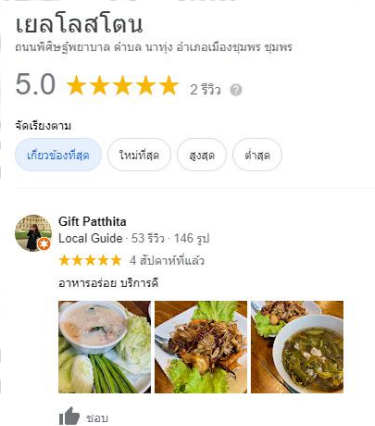 เยลโลสโตน
ถนนพิศิษฐ์พยาบาล ตำบล นาทุ่ง อำเภอเมืองชุมพร ชุมพร
5.0 2 รีวิว
จัดเรียงตาม
เกี่ยวข้องที่สุด ใหม่ที่สุด สูงสุด ต่ำสุด
Gift Patthita
Local Guide · 53 รีวิว · 146 รูป
4 สัปดาห์ที่แล้ว
อาหารอร่อย บริการดี
ชอบ